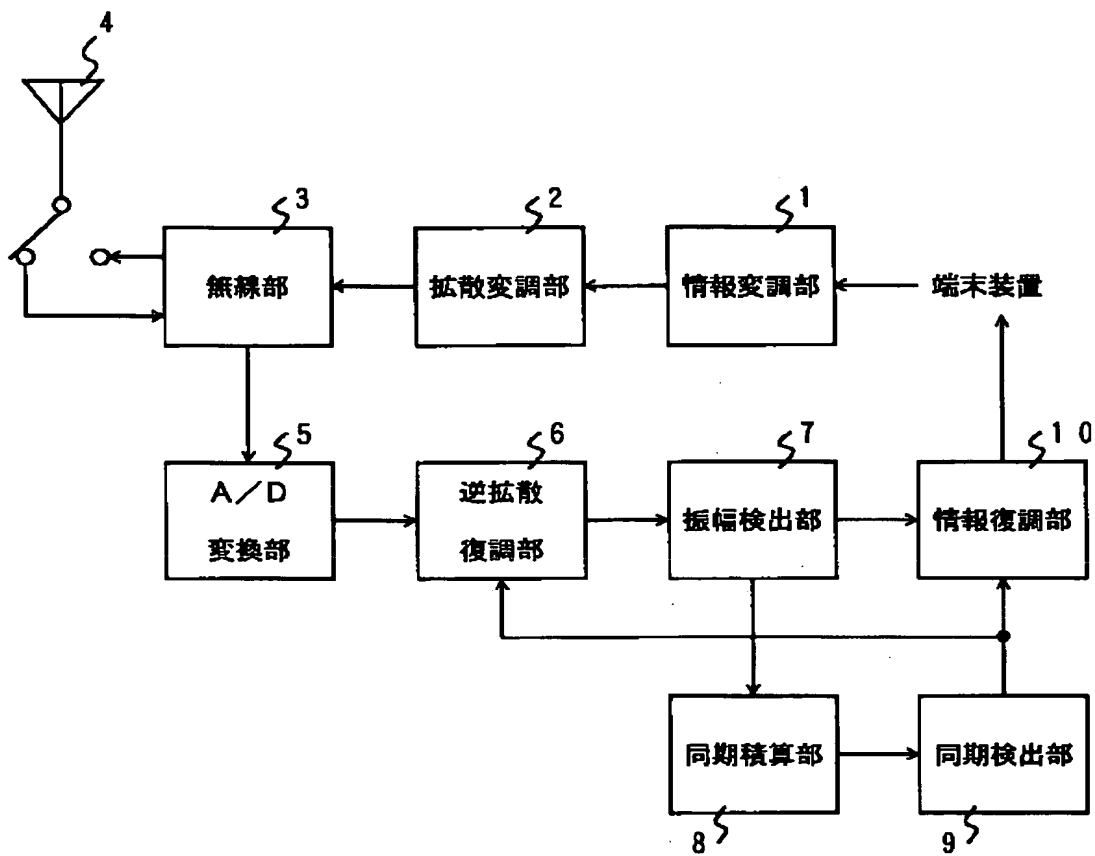 4
3
2
1
無線部
拡散変調部
情報変調部
端末装置
5
6
7
10
A/D
変換部
逆拡散
復調部
振幅検出部
情報復調部
同期積算部
同期検出部
8
9